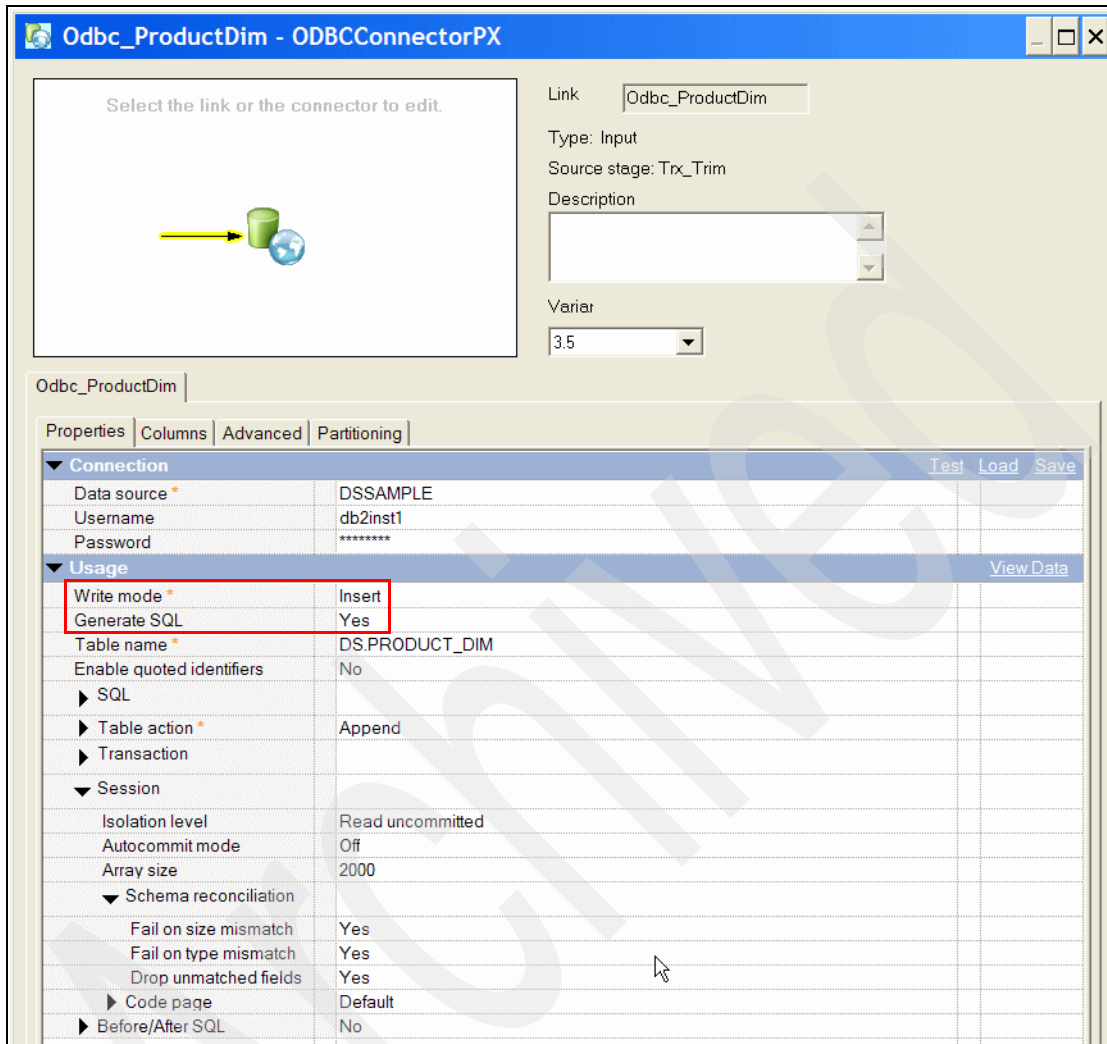 Odbc_ProductDim - ODBCConnectorPX
Select the link or the connector to edit.
Link Odbc_ProductDim
Type: Input
Source stage: Trx_Trim
Description
Variar
3.5
Odbc_ProductDim
Properties Columns Advanced Partitioning
Connection Test Load Save
Data source * DSSAMPLE
Username db2inst1
Password ********
Usage View Data
Write mode * Insert
Generate SQL Yes
Table name * DS.PRODUCT_DIM
Enable quoted identifiers No
SQL
Table action * Append
Transaction
Session
Isolation level Read uncommitted
Autocommit mode Off
Array size 2000
Schema reconciliation
Fail on size mismatch Yes
Fail on type mismatch Yes
Drop unmatched fields Yes
Code page Default
Before/After SQL No
Archived